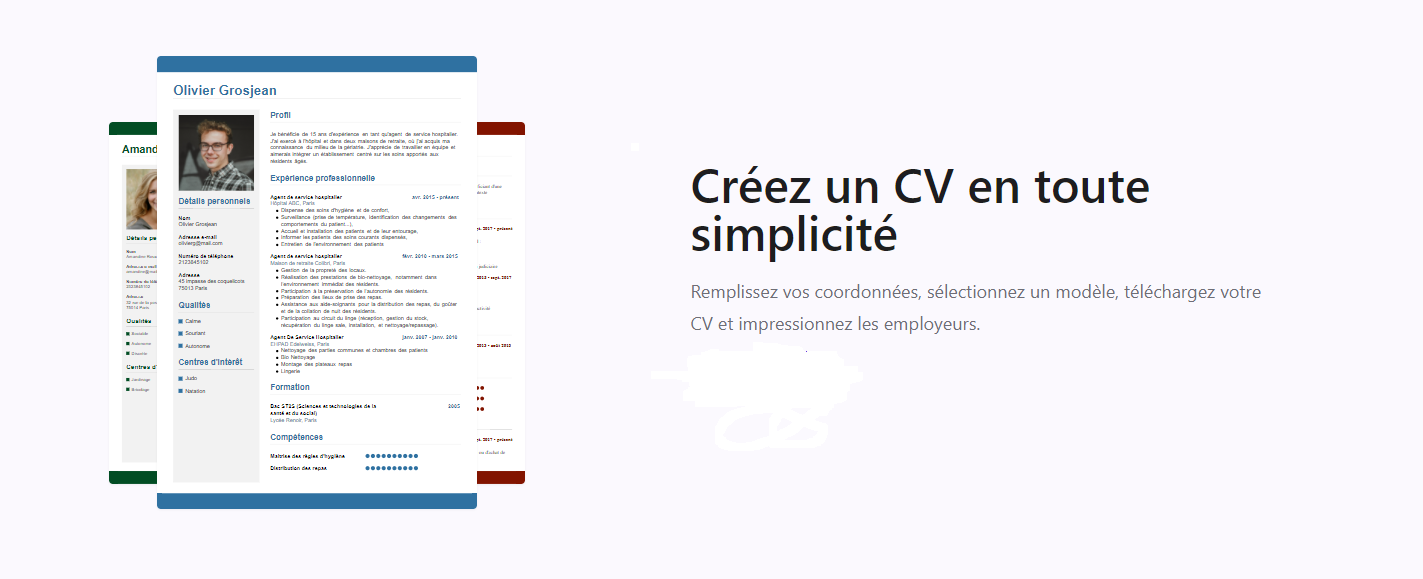 Créez un CV en toute
simplicité
Remplissez vos coordonnées, sélectionnez un modèle, téléchargez votre
CV et impressionnez les employeurs.
Olivier Grosjean
Détails personnels
Nom
Olivier Grosjean
Adresse e-mail
olivierg@mail.com
Numéro de téléphone
2123845102
Adresse
45 impasse des coquelicots
75013 Paris
Qualités
Calme
Souriant
Autonome
Centres d'intérêt
Judo
Natation
Profil
Je bénéficie de 15 ans d'expérience en tant qu'agent de service hospitalier.
J'ai exercé à l'hôpital et dans deux maisons de retraite, où j'ai acquis ma
connaissance du milieu de la gériatrie. J'apprécie de travailler en équipe et
aimerais intégrer un établissement centré sur les soins apportés aux
résidents âgés.
Expérience professionnelle
Agent de service hospitalier avr. 2015 - présent
Hôpital ABC, Paris
Dispense des soins d'hygiène et de confort,
Surveillance (prise de température, identification des changements des
comportements du patient...),
Accueil et installation des patients et de leur entourage,
Informer les patients des soins courants dispensés,
Entretien de l'environnement des patients
Agent de service hospitalier févr. 2010 - mars 2015
Maison de retraite Colibri, Paris
Gestion de la propreté des locaux.
Réalisation des prestations de bio-nettoyage, notamment dans
l'environnement immédiat des résidents.
Participation à la préservation de l'autonomie des résidents.
Préparation des lieux de prise des repas.
Assistance aux aide-soignants pour la distribution des repas, du goûter
et de la collation de nuit des résidents.
Participation au circuit du linge (réception, gestion du stock,
récupération du linge sale, installation, et nettoyage/repassage).
Agent De Service Hospitalier janv. 2007 - janv. 2010
EHPAD Edelweiss, Paris
Nettoyage des parties communes et chambres des patients
Bio Nettoyage
Montage des plateaux repas
Lingerie
Formation
Bac ST2S (Sciences et technologies de la 2005
santé et du social)
Lycée Renoir, Paris
Compétences
Maîtrise des règles d'hygiène
Distribution des repas
Amand
Détails pe
Nom
Adresse e-mail
Qualités
Sociable
Autonome
Centres d'
Jardinage
Bricolage